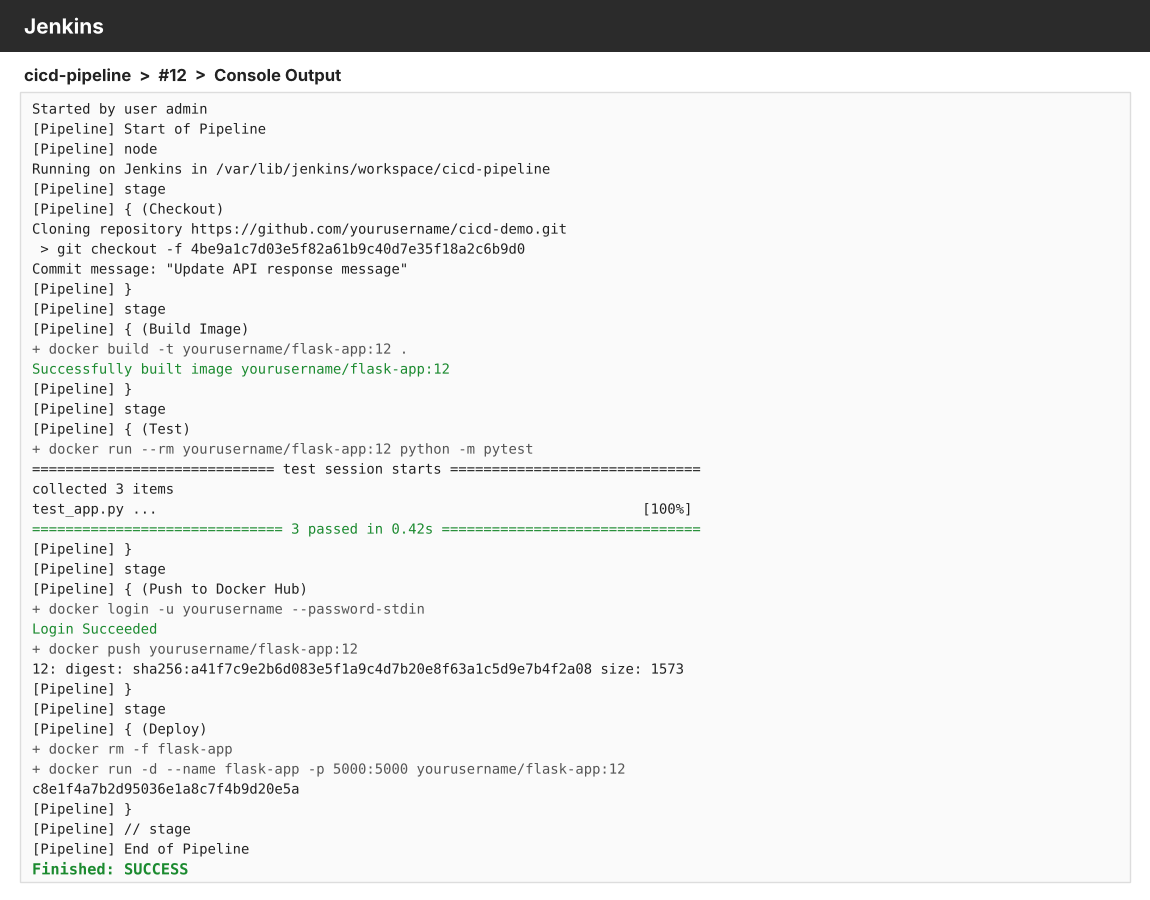 Jenkins
cicd-pipeline > #12 > Console Output
Started by user admin
[Pipeline] Start of Pipeline
[Pipeline] node
Running on Jenkins in /var/lib/jenkins/workspace/cicd-pipeline
[Pipeline] stage
[Pipeline] { (Checkout)
Cloning repository https://github.com/yourusername/cicd-demo.git
 > git checkout -f 4be9a1c7d03e5f82a61b9c40d7e35f18a2c6b9d0
Commit message: "Update API response message"
[Pipeline] }
[Pipeline] stage
[Pipeline] { (Build Image)
+ docker build -t yourusername/flask-app:12 .
Successfully built image yourusername/flask-app:12
[Pipeline] }
[Pipeline] stage
[Pipeline] { (Test)
+ docker run --rm yourusername/flask-app:12 python -m pytest
============================= test session starts ==============================
collected 3 items
test_app.py ...                                                          [100%]
============================== 3 passed in 0.42s ===============================
[Pipeline] }
[Pipeline] stage
[Pipeline] { (Push to Docker Hub)
+ docker login -u yourusername --password-stdin
Login Succeeded
+ docker push yourusername/flask-app:12
12: digest: sha256:a41f7c9e2b6d083e5f1a9c4d7b20e8f63a1c5d9e7b4f2a08 size: 1573
[Pipeline] }
[Pipeline] stage
[Pipeline] { (Deploy)
+ docker rm -f flask-app
+ docker run -d --name flask-app -p 5000:5000 yourusername/flask-app:12
c8e1f4a7b2d95036e1a8c7f4b9d20e5a
[Pipeline] }
[Pipeline] // stage
[Pipeline] End of Pipeline
Finished: SUCCESS